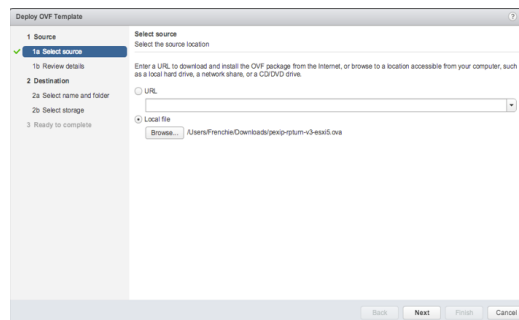 Deploy OVF Template
?
1 Source
1a Select source
1b Review details
2 Destination
2a Select name and folder
2b Select storage
3 Ready to complete
Select source
Select the source location
Enter a URL to download and install the OVF package from the Internet, or browse to a location accessible from your computer, such
as a local hard drive, a network share, or a CD/DVD drive.
URL
Local file
Browse... /Users/Frenchie/Downloads/pexip-rpturn-v3-esxi5.ova
Back Next Finish Cancel